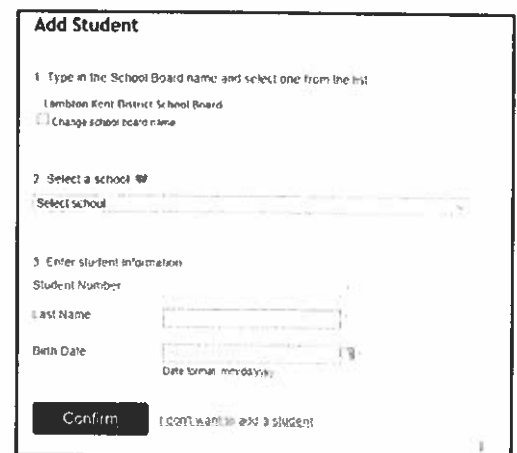 Add Student
1 Type in the School Board name and select one from the list
Lambton Kent District School Board
Change school board name
2 Select a school
Select school
3 Enter student information
Student Number
Last Name
Birth Date
Date format mm/dd/yyyy
Confirm I don't want to add a student